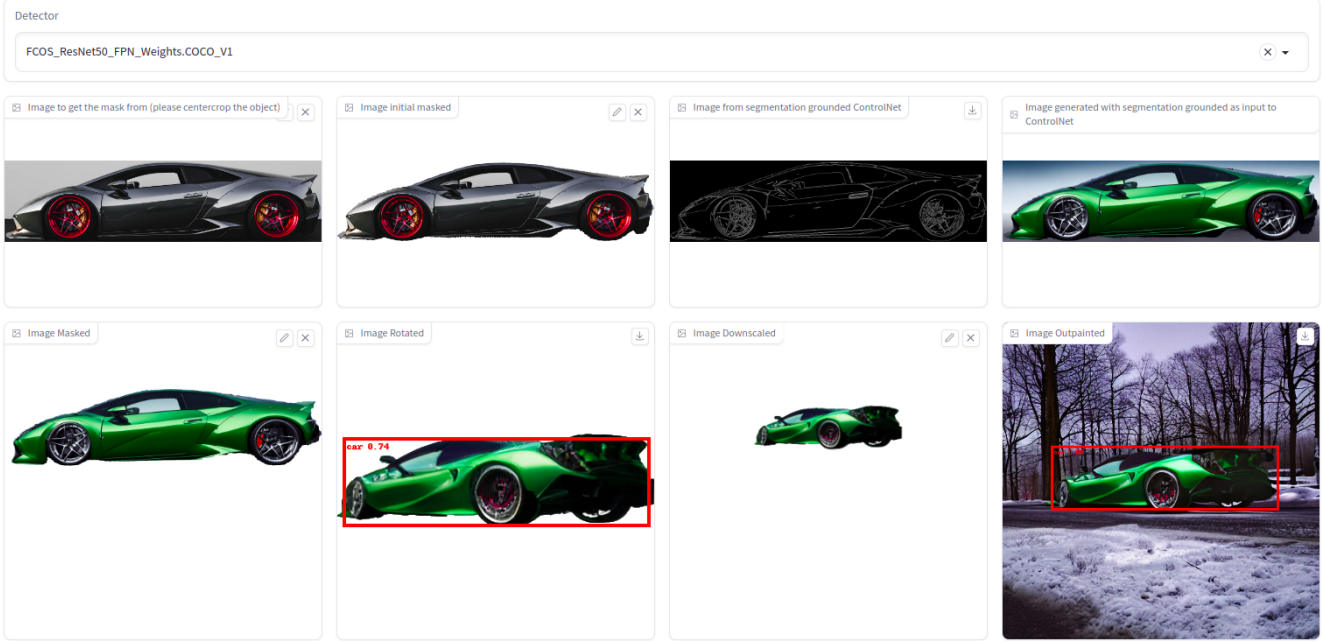 Detector
FCOS_ResNet50_FPN_Weights.COCO_V1
Image to get the mask from (please centercrop the object)
Image initial masked
Image from segmentation grounded ControlNet
Image generated with segmentation grounded as input to
ControlNet
Image Masked
Image Rotated
Image Downscaled
Image Outpainted
car 0.74